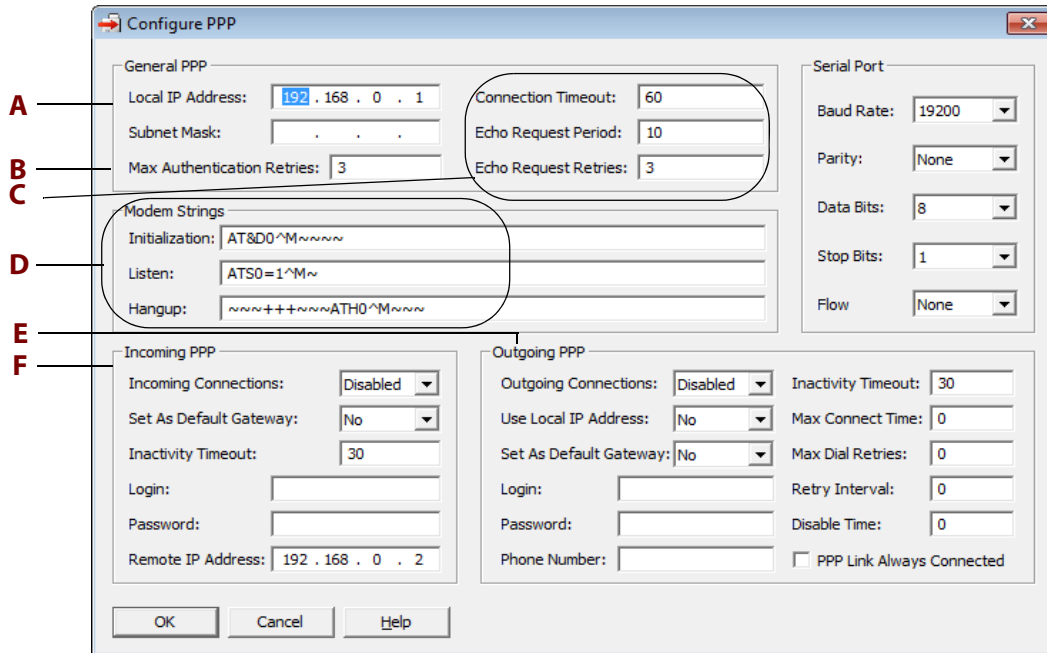 Configure PPP
General PPP
A
Local IP Address: 192 . 168 . 0 . 1
Subnet Mask: . . .
B
Max Authentication Retries: 3
C
Connection Timeout: 60
Echo Request Period: 10
Echo Request Retries: 3
Serial Port
Baud Rate: 19200
Parity: None
Data Bits: 8
Stop Bits: 1
Flow None
Modem Strings
Initialization: AT&D0^M~~~~
D
Listen: ATS0=1^M~
Hangup: ~~~+++~~~ATH0^M~~~
E
F
Incoming PPP
Incoming Connections: Disabled
Set As Default Gateway: No
Inactivity Timeout: 30
Login:
Password:
Remote IP Address: 192 . 168 . 0 . 2
Outgoing PPP
Outgoing Connections: Disabled
Use Local IP Address: No
Set As Default Gateway: No
Login:
Password:
Phone Number:
Inactivity Timeout: 30
Max Connect Time: 0
Max Dial Retries: 0
Retry Interval: 0
Disable Time: 0
PPP Link Always Connected
OK
Cancel
Help